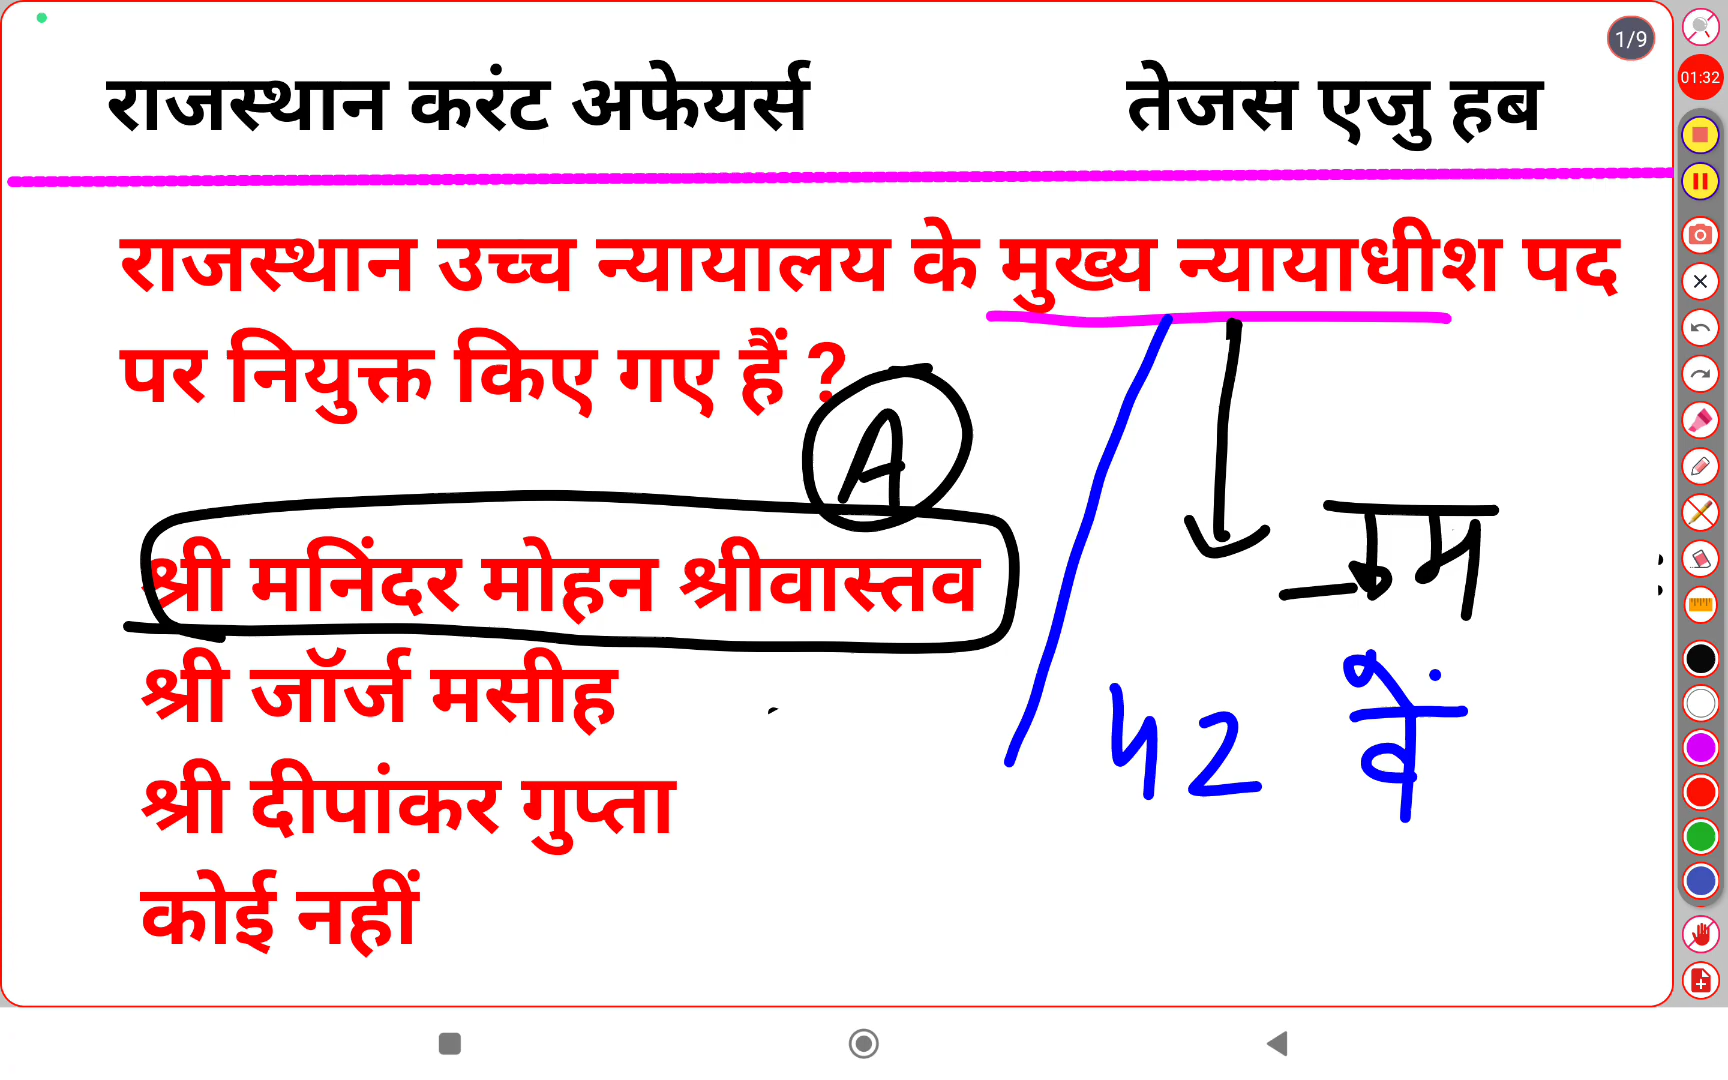 1/9
01:32
राजस्थान करंट अफेयर्स तेजस एजु हब
राजस्थान उच्च न्यायालय के मुख्य न्यायाधीश पद
पर नियुक्त किए गए हैं ?
A
श्री मनिंदर मोहन श्रीवास्तव
श्री जॉर्ज मसीह
42 वें
श्री दीपांकर गुप्ता
कोई नहीं